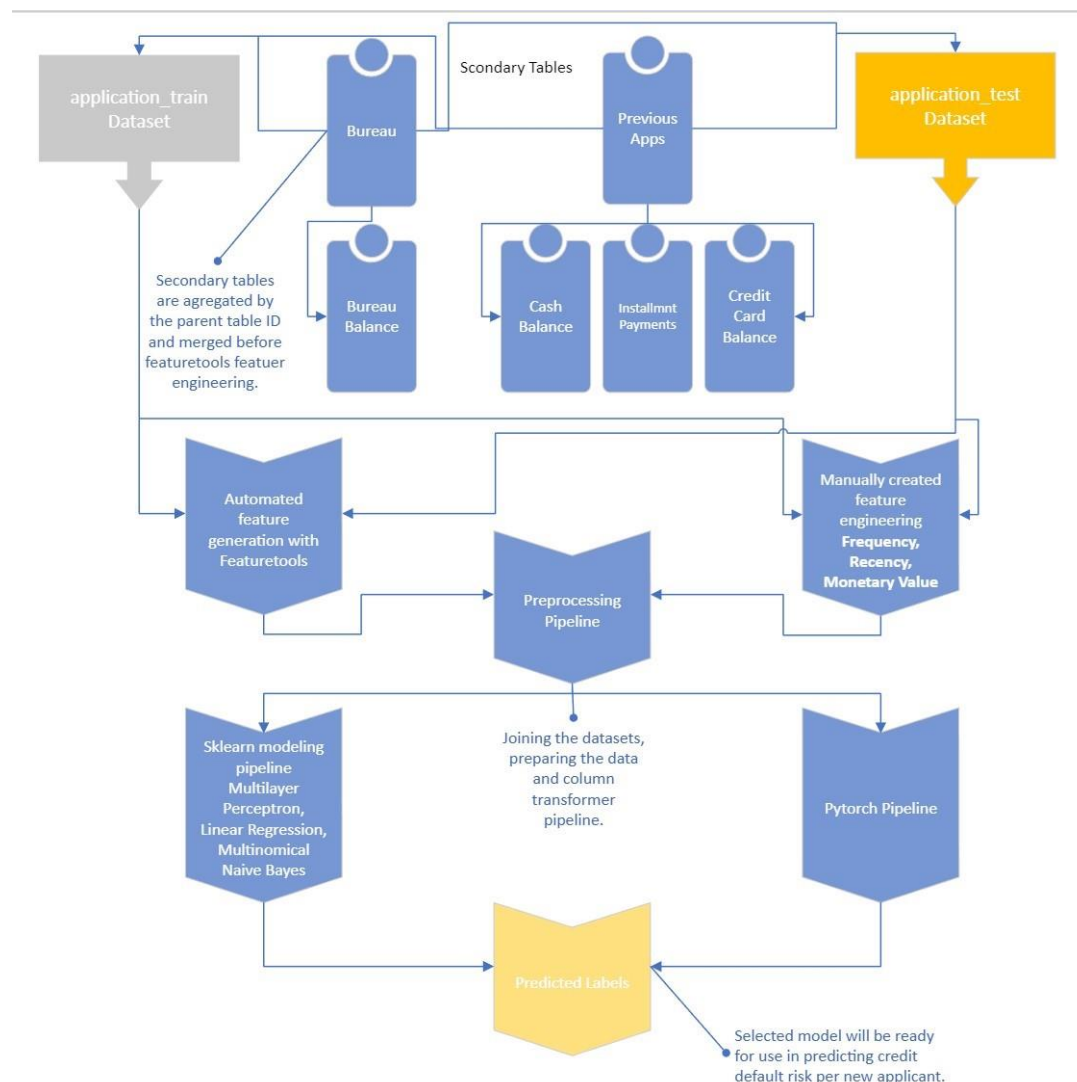 Scondary Tables
application_train
Dataset
Bureau
Previous
Apps
application_test
Dataset
Secondary tables
are agregated by
the parent table ID
and merged before
featuretools featuer
engineering.
Bureau
Balance
Cash
Balance
Installmnt
Payments
Credit
Card
Balance
Automated
feature
generation with
Featuretools
Manually created
feature
engineering
Frequency,
Recency,
Monetary Value
Preprocessing
Pipeline
Sklearn modeling
pipeline
Multilayer
Perceptron,
Linear Regression,
Multinomical
Naive Bayes
Joining the datasets,
preparing the data
and column
transformer
pipeline.
Pytorch Pipeline
Predicted Labels
Selected model will be ready
for use in predicting credit
default risk per new applicant.